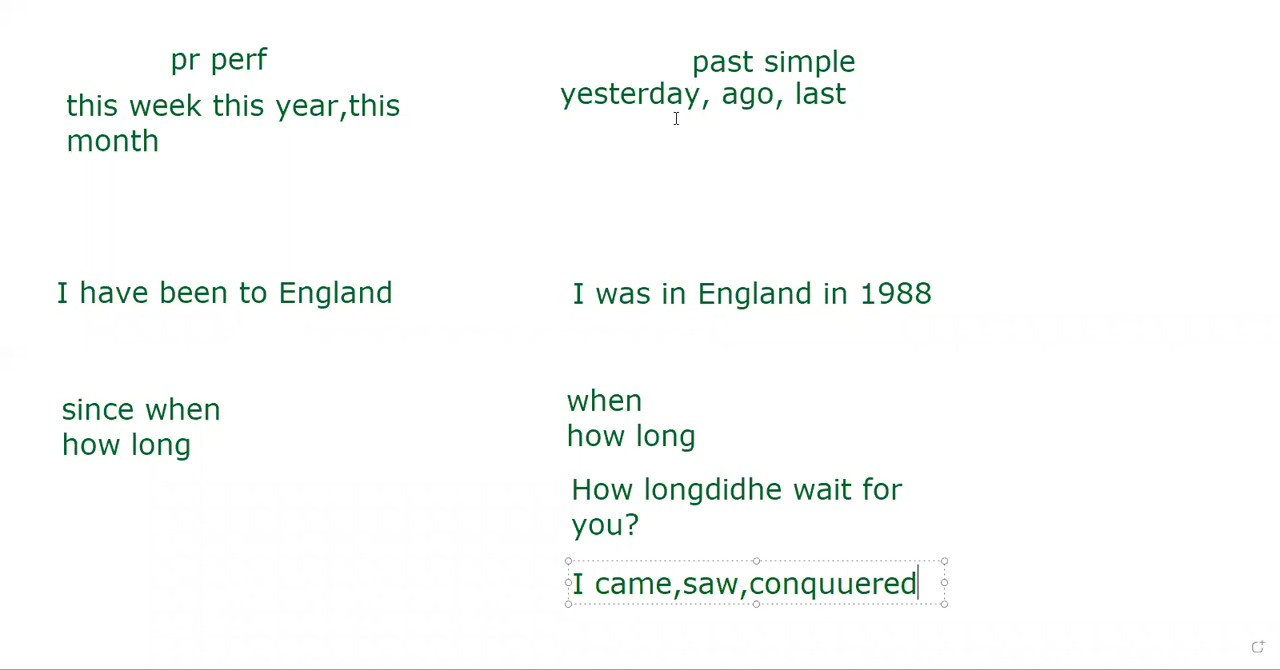 pr perf
this week this year,this
month
past simple
yesterday, ago, last
I have been to England
I was in England in 1988
since when
how long
when
how long
How longdidhe wait for
you?
I came,saw,conquuered